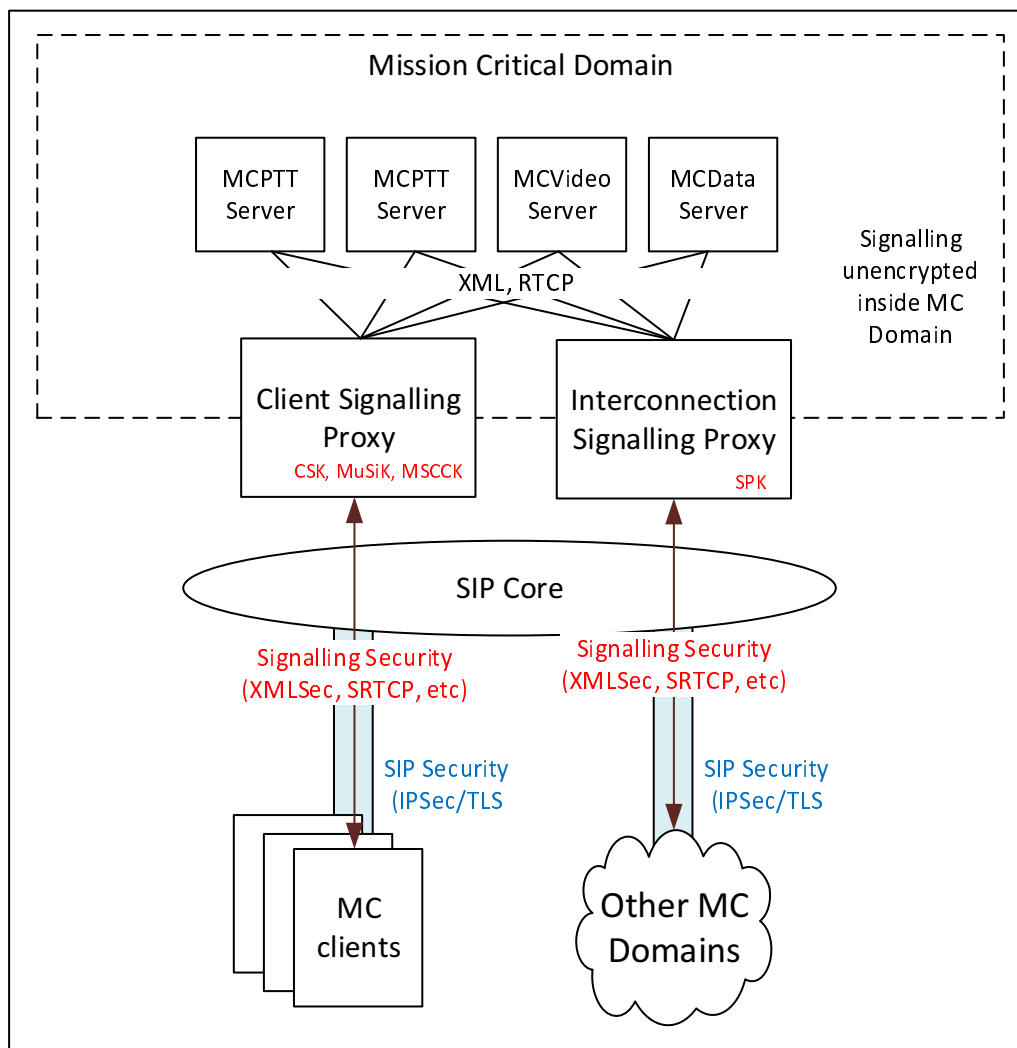 Mission Critical Domain
MCPTT
Server
MCPTT
Server
MCVideo
Server
MCData
Server
Signalling
unencrypted
inside MC
Domain
XML, RTCP
Client Signalling
Proxy
CSK, MuSiK, MSCCK
Interconnection
Signalling Proxy
SPK
SIP Core
Signalling Security
(XMLSec, SRTCP, etc)
Signalling Security
(XMLSec, SRTCP, etc)
SIP Security
(IPSec/TLS
SIP Security
(IPSec/TLS
MC
clients
Other MC
Domains